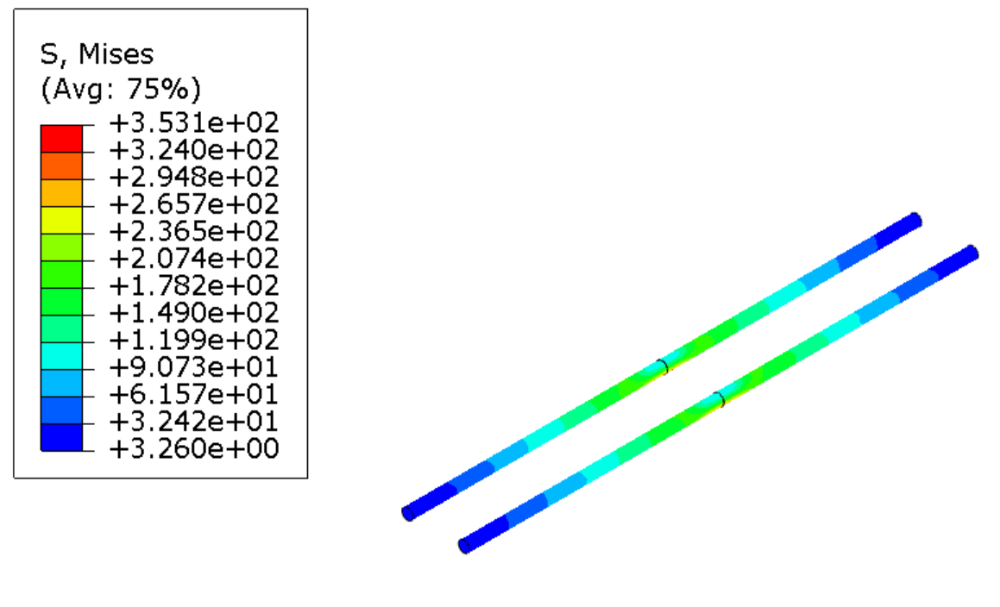 S, Mises
(Avg: 75%)
+3.531e+02
+3.240e+02
+2.948e+02
+2.657e+02
+2.365e+02
+2.074e+02
+1.782e+02
+1.490e+02
+1.199e+02
+9.073e+01
+6.157e+01
+3.242e+01
+3.260e+00